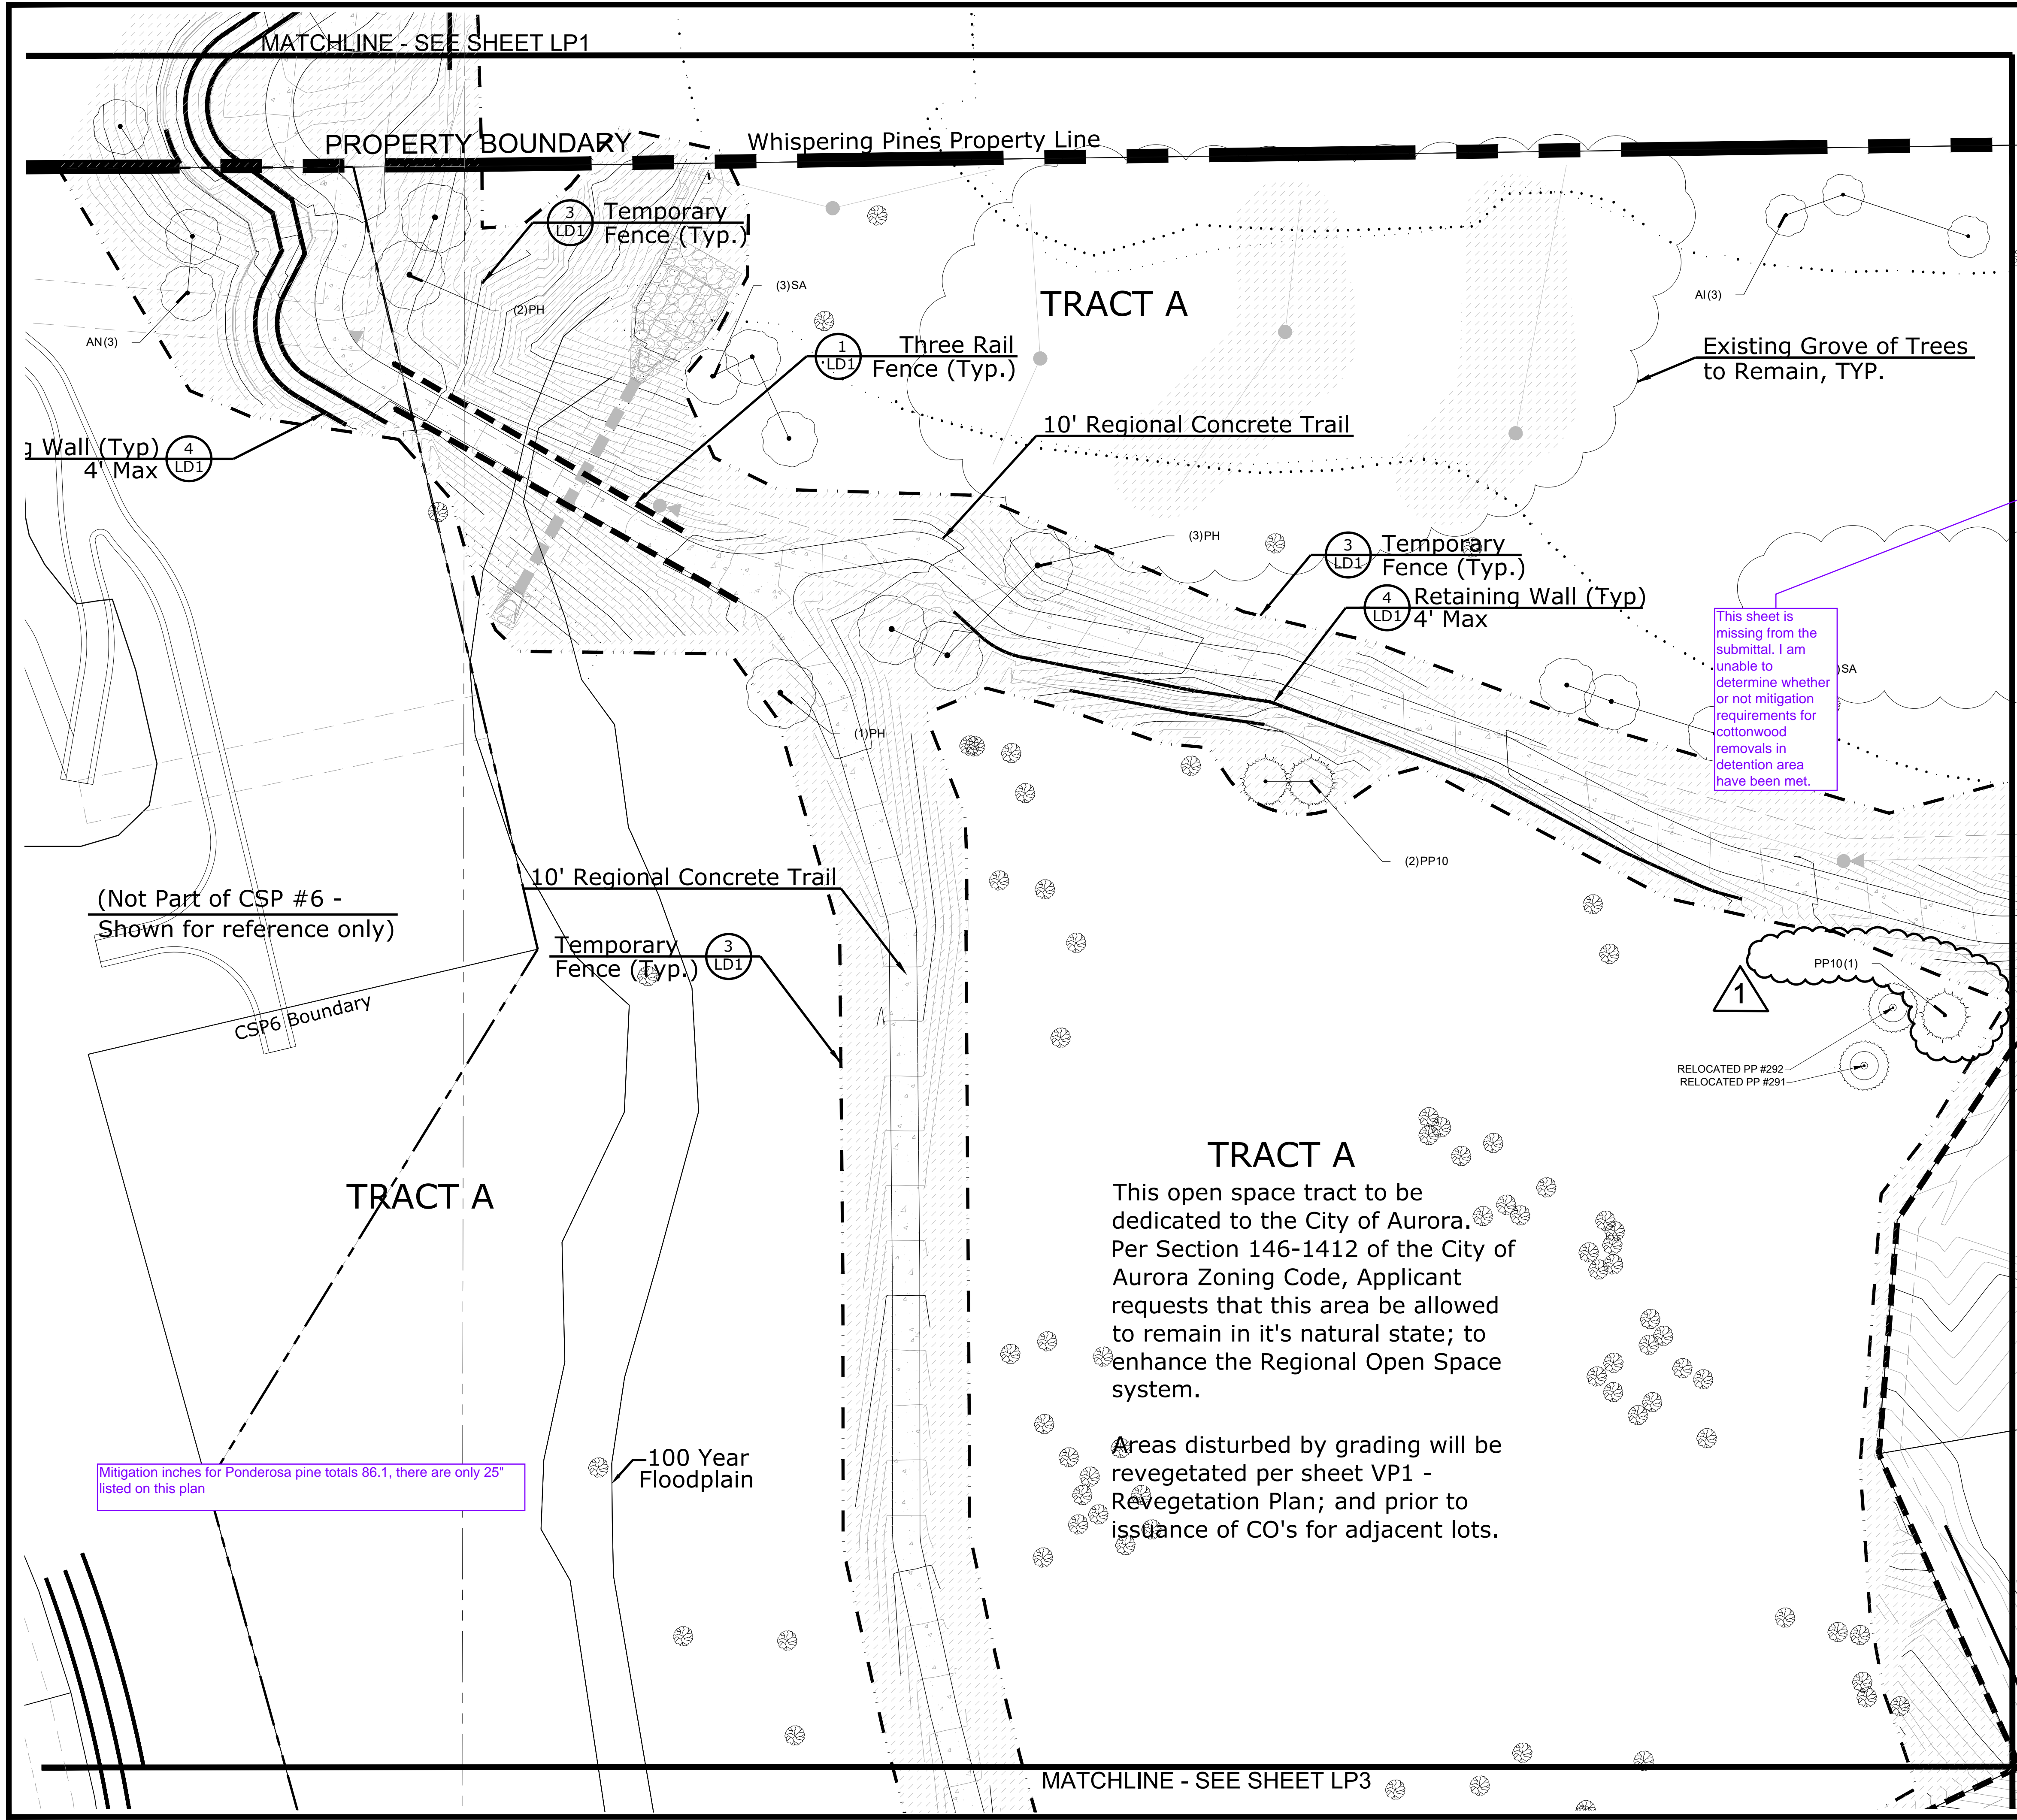 MATCHLINE - SEE SHEET LP1
PROPERTY BOUNDARY
Whispering Pines Property Line
3
LD1
Temporary
Fence (Typ.)
(3)SA
(2)PH
AN(3)
TRACT A
AI(3)
1
LD1
Three Rail
Fence (Typ.)
Existing Grove of Trees
to Remain, TYP.
10' Regional Concrete Trail
Wall (Typ)
4' Max
4
LD1
(3)PH
3
LD1
Temporary
Fence (Typ.)
4
LD1
Retaining Wall (Typ)
4' Max
This sheet is
missing from the
submittal. I am
unable to
determine whether
or not mitigation
requirements for
cottonwood
removals in
detention area
have been met.
)SA
(1)PH
(2)PP10
10' Regional Concrete Trail
(Not Part of CSP #6 -
Shown for reference only)
Temporary
Fence (Typ.)
3
LD1
CSP6 Boundary
PP10(1)
1
RELOCATED PP #292
RELOCATED PP #291
TRACT A
TRACT A
This open space tract to be
dedicated to the City of Aurora.
Per Section 146-1412 of the City of
Aurora Zoning Code, Applicant
requests that this area be allowed
to remain in it's natural state; to
enhance the Regional Open Space
system.
Areas disturbed by grading will be
revegetated per sheet VP1 -
Revegetation Plan; and prior to
issuance of CO's for adjacent lots.
100 Year
Floodplain
Mitigation inches for Ponderosa pine totals 86.1, there are only 25"
listed on this plan
MATCHLINE - SEE SHEET LP3